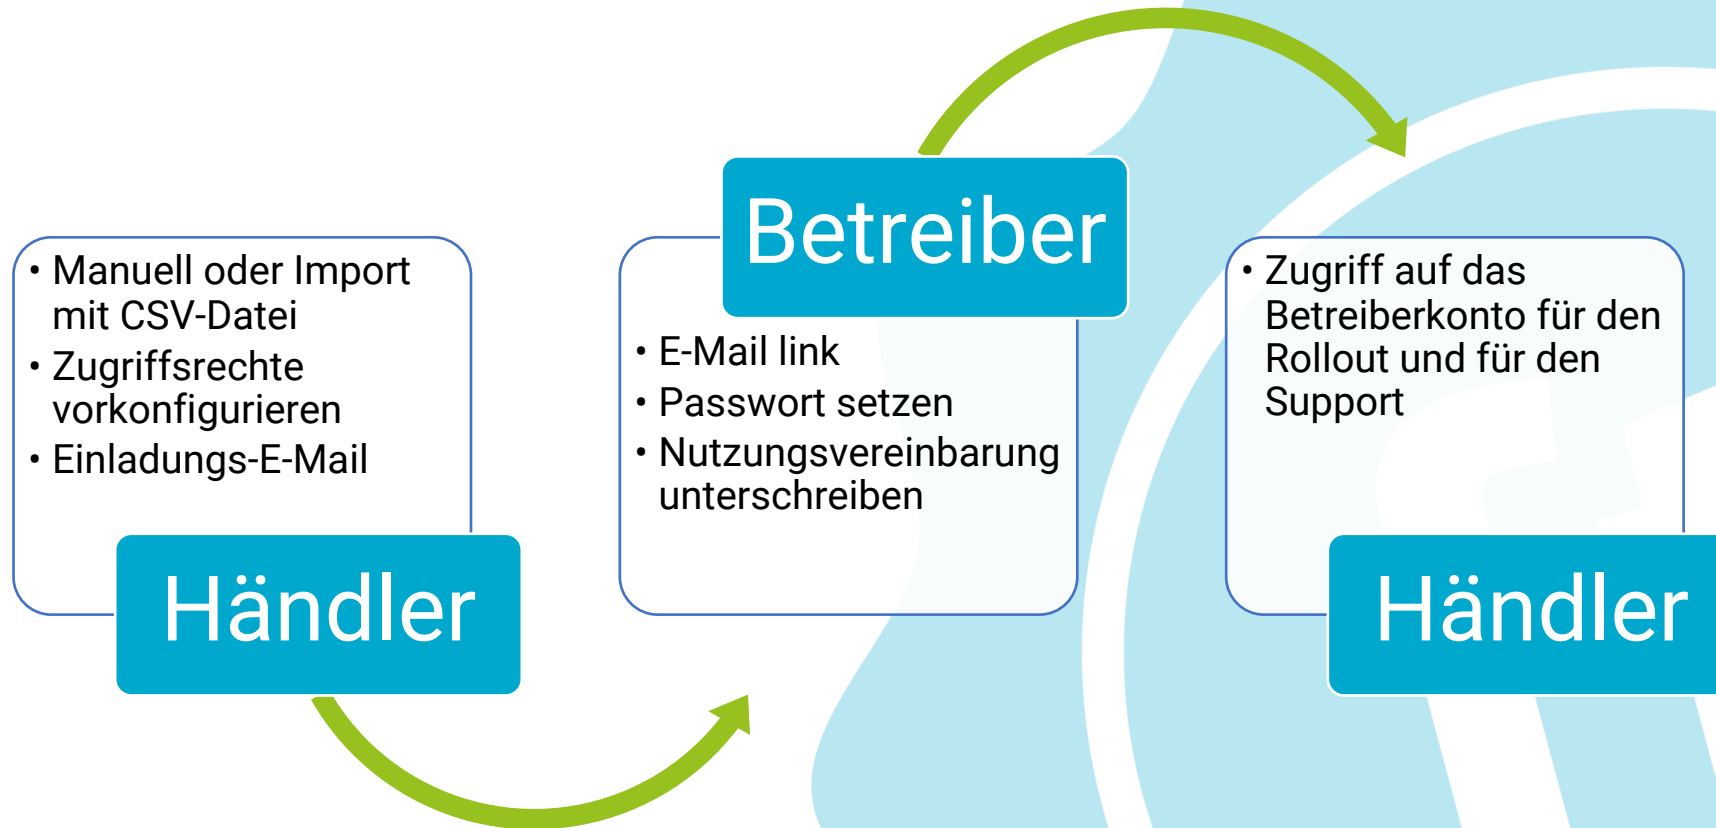 • Manuell oder Import
mit CSV-Datei
• Zugriffsrechte
vorkonfigurieren
• Einladungs-E-Mail
Händler
Betreiber
• E-Mail link
• Passwort setzen
• Nutzungsvereinbarung
unterschreiben
• Zugriff auf das
Betreiberkonto für den
Rollout und für den
Support
Händler